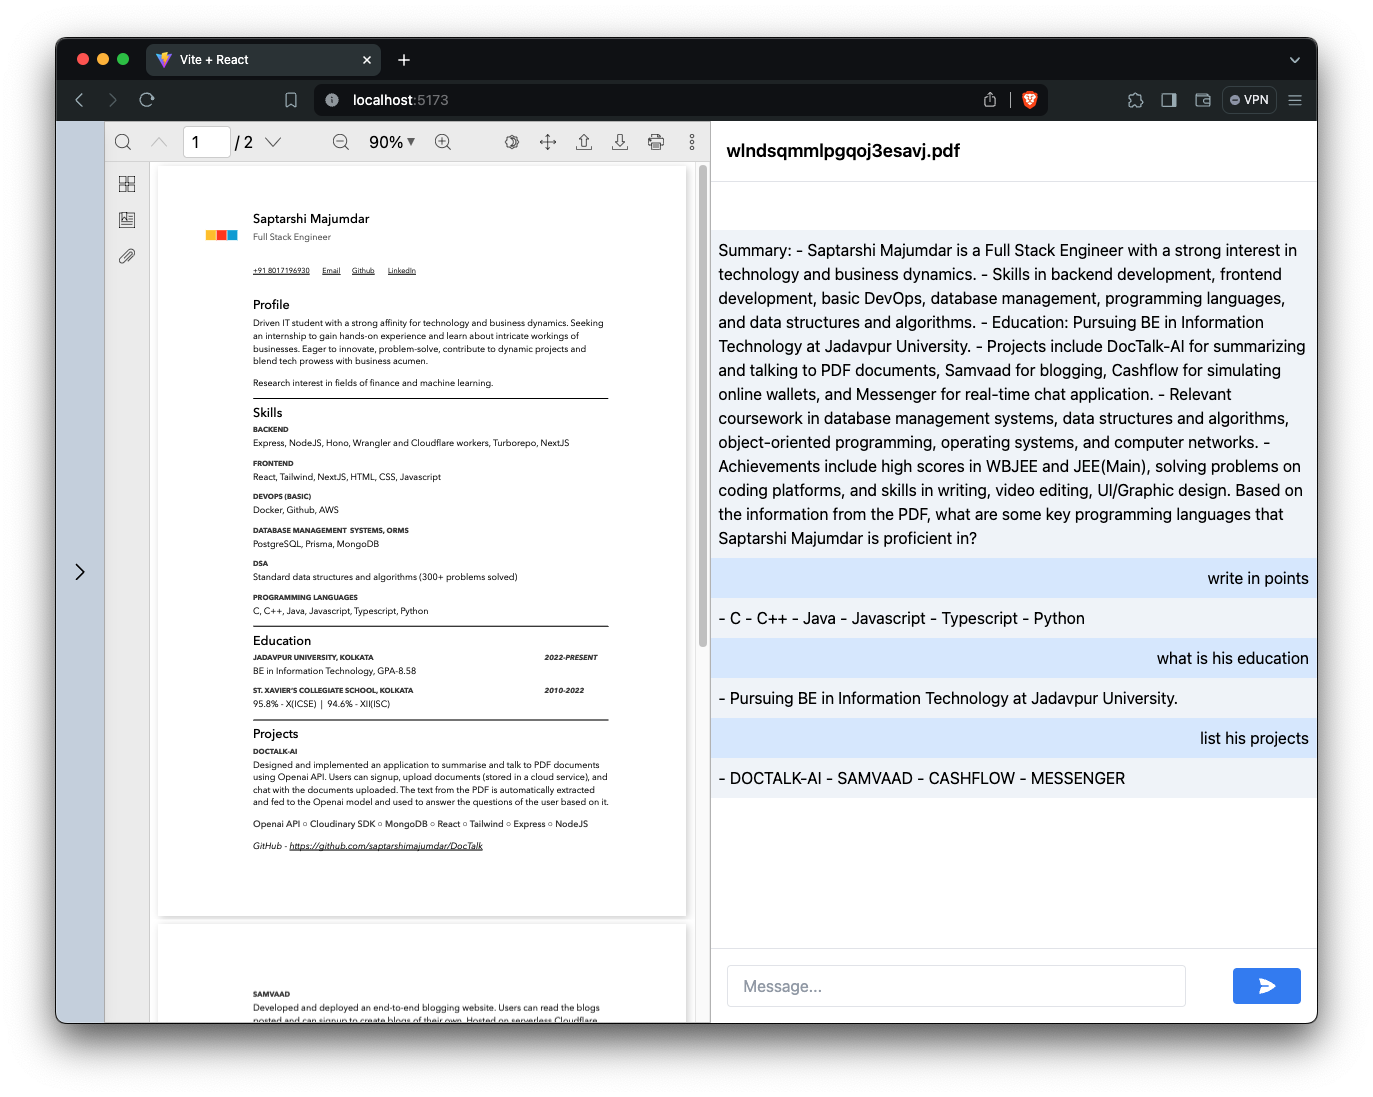 Vite + React
localhost:5173
VPN
1 / 2
90%
Saptarshi Majumdar
Full Stack Engineer
+91 8017196930 Email Github LinkedIn
Profile
Driven IT student with a strong affinity for technology and business dynamics. Seeking
an internship to gain hands-on experience and learn about intricate workings of
businesses. Eager to innovate, problem-solve, contribute to dynamic projects and
blend tech prowess with business acumen.
Research interest in fields of finance and machine learning.
Skills
BACKEND
Express, NodeJS, Hono, Wrangler and Cloudflare workers, Turborepo, NextJS
FRONTEND
React, Tailwind, NextJS, HTML, CSS, Javascript
DEVOPS (BASIC)
Docker, Github, AWS
DATABASE MANAGEMENT SYSTEMS, ORMS
PostgreSQL, Prisma, MongoDB
DSA
Standard data structures and algorithms (300+ problems solved)
PROGRAMMING LANGUAGES
C, C++, Java, Javascript, Typescript, Python
Education
JADAVPUR UNIVERSITY, KOLKATA 2022-PRESENT
BE in Information Technology, GPA-8.58
ST. XAVIER'S COLLEGIATE SCHOOL, KOLKATA 2010-2022
95.8% - X(ICSE) | 94.6% - XII(ISC)
Projects
DOCTALK-AI
Designed and implemented an application to summarise and talk to PDF documents
using Openai API. Users can signup, upload documents (stored in a cloud service), and
chat with the documents uploaded. The text from the PDF is automatically extracted
and fed to the Openai model and used to answer the questions of the user based on it.
Openai API ○ Cloudinary SDK ○ MongoDB ○ React ○ Tailwind ○ Express ○ NodeJS
GitHub - https://github.com/saptarshimajumdar/DocTalk
SAMVAAD
Developed and deployed an end-to-end blogging website. Users can read the blogs
posted and can signup to create blogs of their own. Hosted on serverless Cloudflare
wlndsqmmlpgqoj3esavj.pdf
Summary: - Saptarshi Majumdar is a Full Stack Engineer with a strong interest in
technology and business dynamics. - Skills in backend development, frontend
development, basic DevOps, database management, programming languages,
and data structures and algorithms. - Education: Pursuing BE in Information
Technology at Jadavpur University. - Projects include DocTalk-AI for summarizing
and talking to PDF documents, Samvaad for blogging, Cashflow for simulating
online wallets, and Messenger for real-time chat application. - Relevant
coursework in database management systems, data structures and algorithms,
object-oriented programming, operating systems, and computer networks. -
Achievements include high scores in WBJEE and JEE(Main), solving problems on
coding platforms, and skills in writing, video editing, UI/Graphic design. Based on
the information from the PDF, what are some key programming languages that
Saptarshi Majumdar is proficient in?
write in points
- C - C++ - Java - Javascript - Typescript - Python
what is his education
- Pursuing BE in Information Technology at Jadavpur University.
list his projects
- DOCTALK-AI - SAMVAAD - CASHFLOW - MESSENGER
Message...